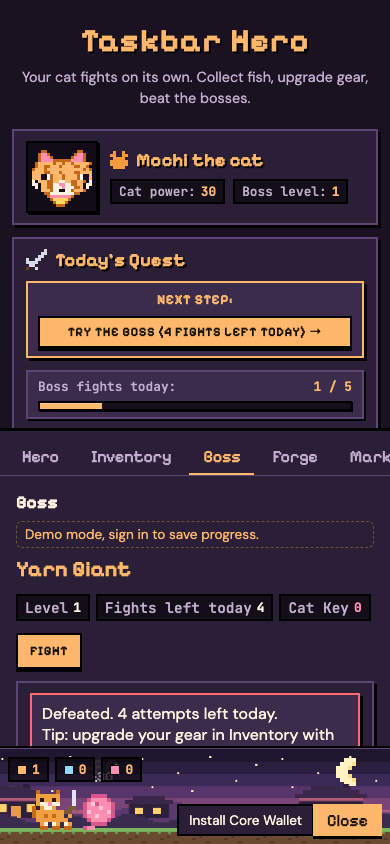 Taskbar Hero
Your cat fights on its own. Collect fish, upgrade gear,
beat the bosses.
Mochi the cat
Cat power: 30
Boss level: 1
Today's Quest
NEXT STEP:
TRY THE BOSS (4 FIGHTS LEFT TODAY) →
Boss fights today: 1 / 5
Hero Inventory Boss Forge Mark
Boss
Demo mode, sign in to save progress.
Yarn Giant
Level 1 Fights left today 4 Cat Key 0
FIGHT
Defeated. 4 attempts left today.
Tip: upgrade your gear in Inventory with
1 0 0
Install Core Wallet Close